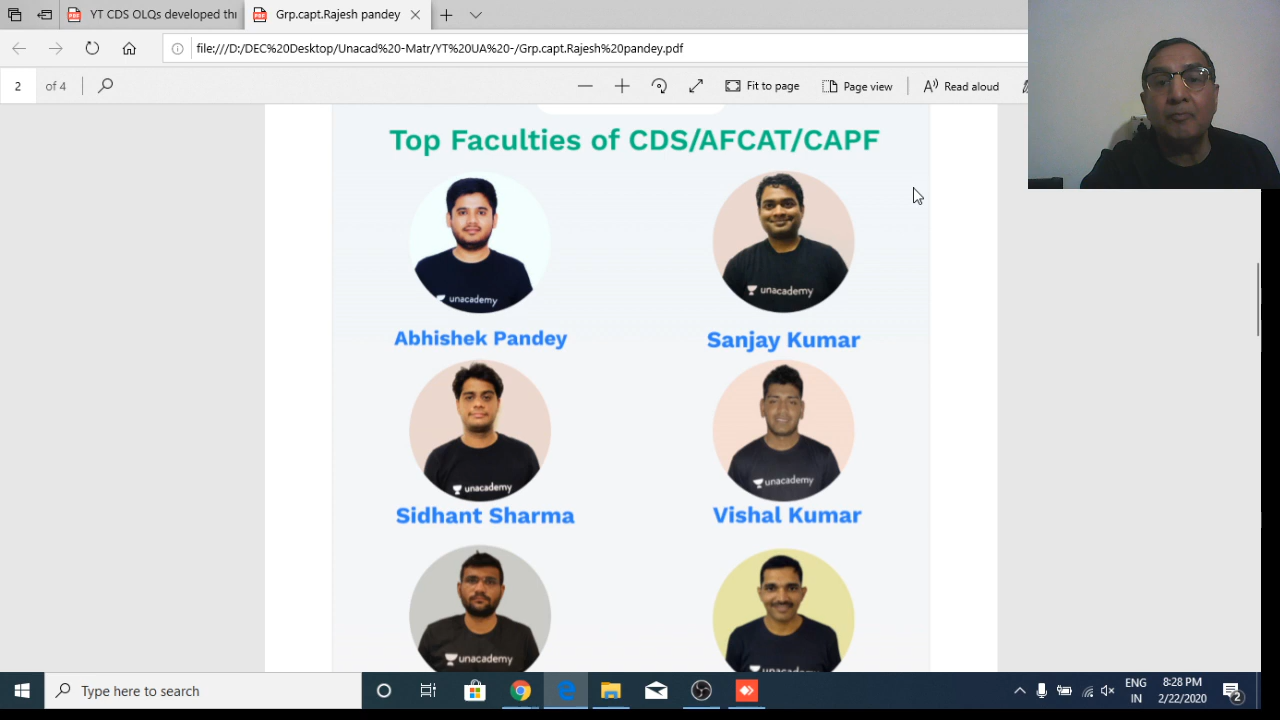 YT CDS OLQs developed thr
Grp.capt.Rajesh pandey
file:///D:/DEC%20Desktop/Unacad%20-Matr/YT%20UA%20-/Grp.capt.Rajesh%20pandey.pdf
2 of 4
Fit to page
Page view
Read aloud
Top Faculties of CDS/AFCAT/CAPF
unacademy
unacademy
Abhishek Pandey
Sanjay Kumar
unacademy
unacademy
Sidhant Sharma
Vishal Kumar
unacademy
unacademy
Type here to search
ENG
IN
8:28 PM
2/22/2020
2